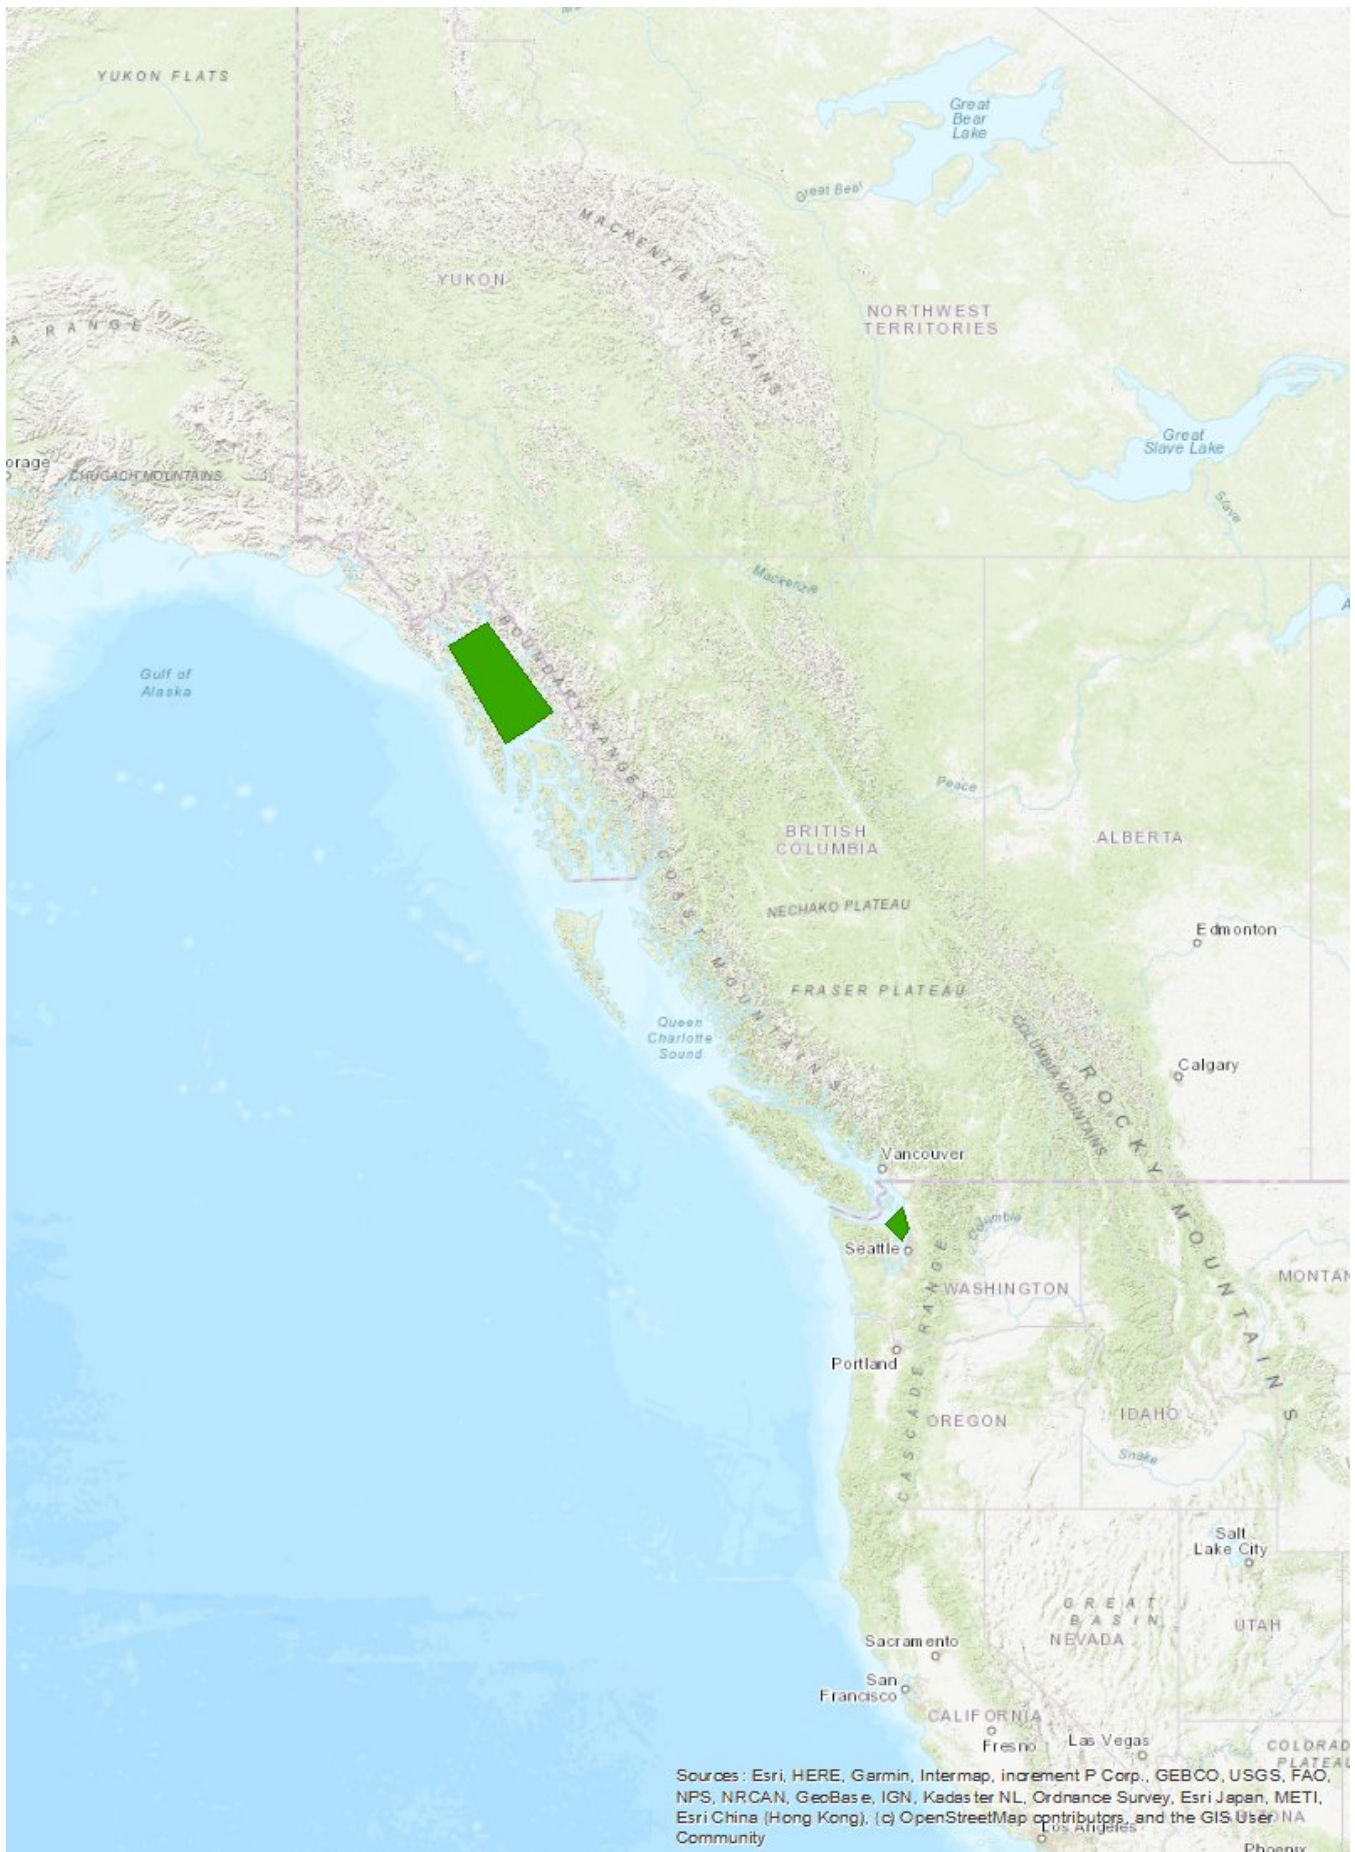 YUKON FLATS
Great
Bear
Lake
Great Bear
MACKENZIE MOUNTAINS
YUKON
NORTHWEST
TERRITORIES
A RANGE
Great
Slave Lake
orage
CHUGACH MOUNTAINS
Slave
Mackenzie
A
BOUNDARY RANGES
Gulf of
Alaska
Peace
BRITISH
COLUMBIA
ALBERTA
COAST MOUNTAINS
NECHAKO PLATEAU
Edmonton
FRASER PLATEAU
Queen
Charlotte
Sound
COLUMBIA MOUNTAINS
ROCKY MOUNTAINS
Calgary
Vancouver
Columbia
Seattle
CASCADE RANGE
WASHINGTON
MONTAN
Portland
OREGON
IDAHO
Snake
Salt
Lake City
GREAT
BASIN
NEVADA
UTAH
Sacramento
San
Francisco
CALIFORNIA
Fresno
Las Vegas
COLORAD
PLATEAU
Sources: Esri, HERE, Garmin, Intermap, increment P Corp., GEBCO, USGS, FAO,
NPS, NRCAN, GeoBase, IGN, Kadaster NL, Ordnance Survey, Esri Japan, METI,
Esri China (Hong Kong), (c) OpenStreetMap contributors, and the GIS User
Community
Los Angeles
Phoenix